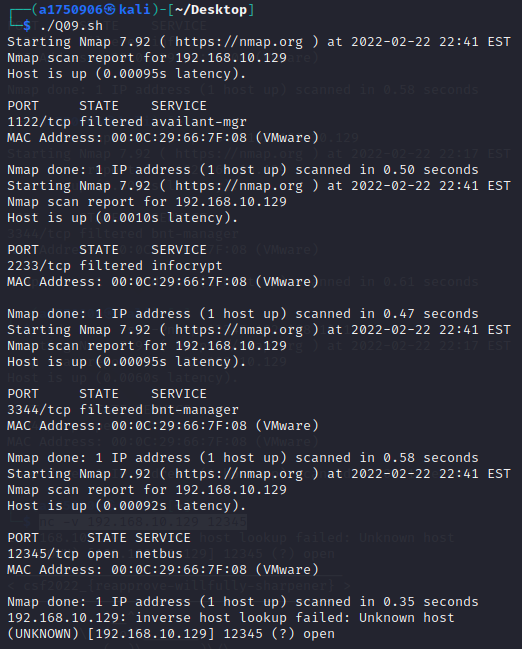 ┌──(a1750906㉿kali)-[~/Desktop]
└─$ ./Q09.sh
Starting Nmap 7.92 ( https://nmap.org ) at 2022-02-22 22:41 EST
Nmap scan report for 192.168.10.129
Host is up (0.00095s latency).
PORT     STATE    SERVICE
1122/tcp filtered availant-mgr
MAC Address: 00:0C:29:66:7F:08 (VMware)
Nmap done: 1 IP address (1 host up) scanned in 0.50 seconds
Starting Nmap 7.92 ( https://nmap.org ) at 2022-02-22 22:41 EST
Nmap scan report for 192.168.10.129
Host is up (0.0010s latency).
PORT     STATE    SERVICE
2233/tcp filtered infocrypt
MAC Address: 00:0C:29:66:7F:08 (VMware)
Nmap done: 1 IP address (1 host up) scanned in 0.47 seconds
Starting Nmap 7.92 ( https://nmap.org ) at 2022-02-22 22:41 EST
Nmap scan report for 192.168.10.129
Host is up (0.00095s latency).
PORT     STATE    SERVICE
3344/tcp filtered bnt-manager
MAC Address: 00:0C:29:66:7F:08 (VMware)
Nmap done: 1 IP address (1 host up) scanned in 0.58 seconds
Starting Nmap 7.92 ( https://nmap.org ) at 2022-02-22 22:41 EST
Nmap scan report for 192.168.10.129
Host is up (0.00092s latency).
nc -v 192.168.10.129 12345
PORT      STATE SERVICE
12345/tcp open  netbus
MAC Address: 00:0C:29:66:7F:08 (VMware)
Nmap done: 1 IP address (1 host up) scanned in 0.35 seconds
192.168.10.129: inverse host lookup failed: Unknown host
(UNKNOWN) [192.168.10.129] 12345 (?) open